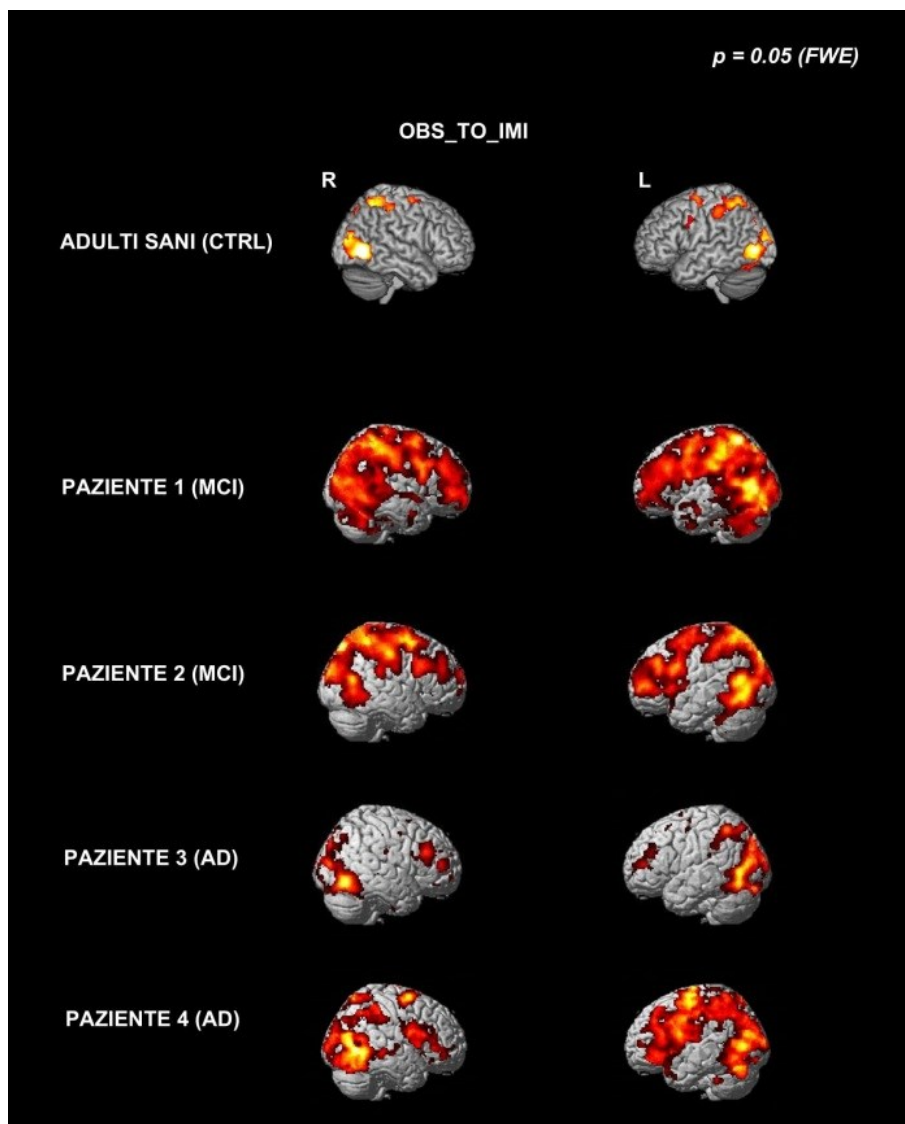 p = 0.05 (FWE)
OBS_TO_IMI
R L
ADULTI SANI (CTRL)
PAZIENTE 1 (MCI)
PAZIENTE 2 (MCI)
PAZIENTE 3 (AD)
PAZIENTE 4 (AD)